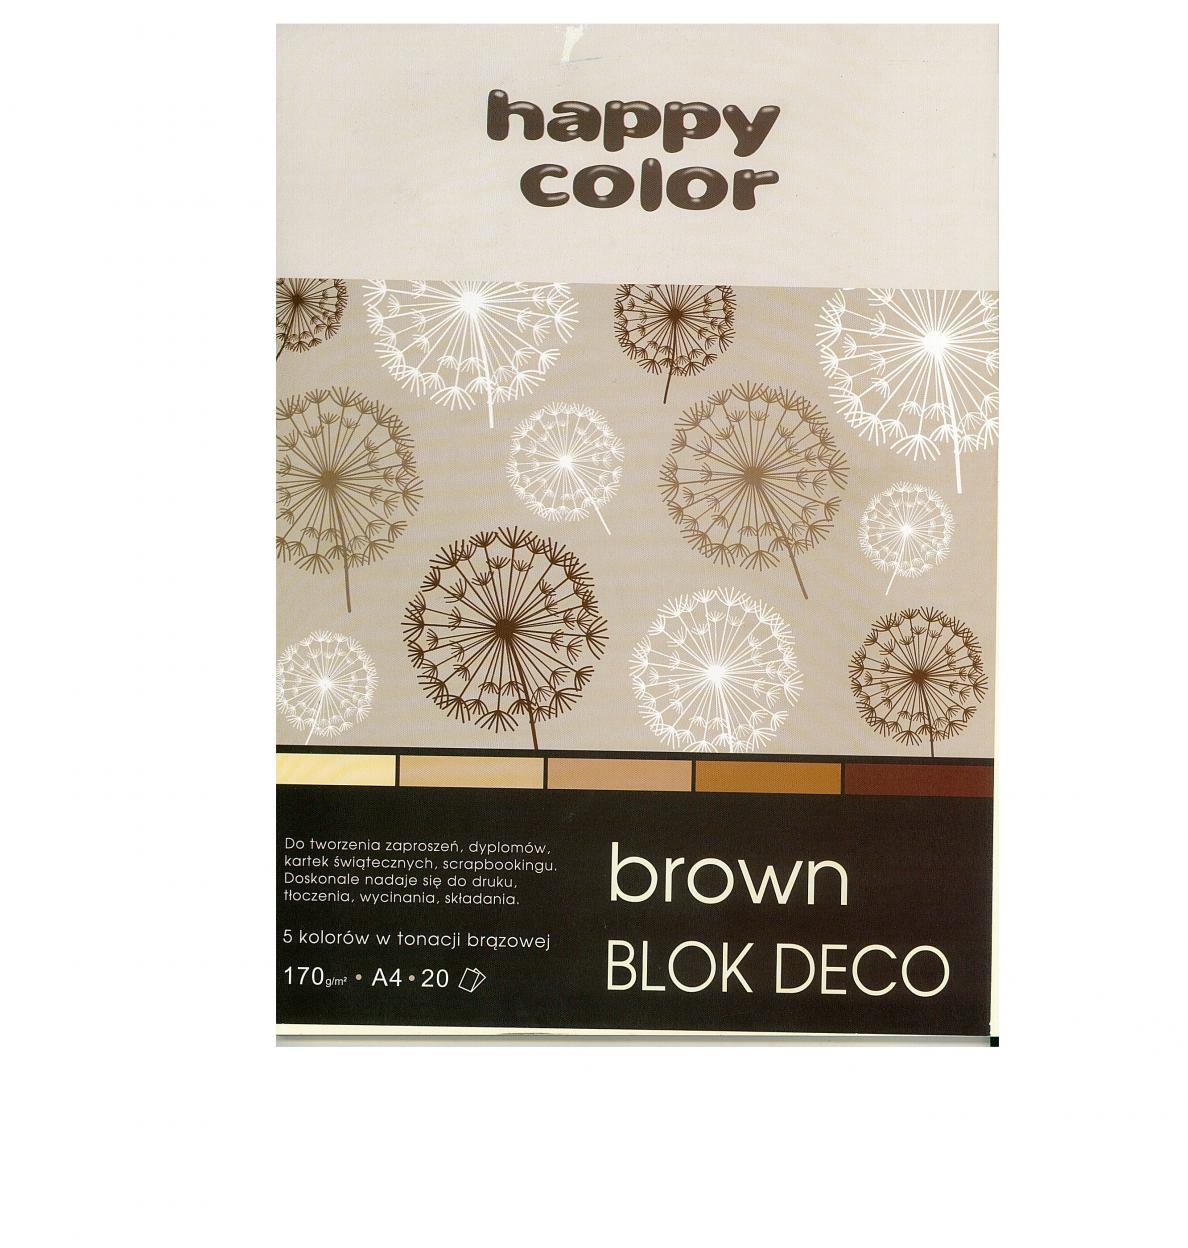 happy
color
Do tworzenia zaproszeń, dyplomów,
kartek świątecznych, scrapbookingu.
Doskonale nadaje się do druku,
tłoczenia, wycinania, składania.
5 kolorów w tonacji brązowej
170g/m² • A4 • 20
brown
BLOK DECO